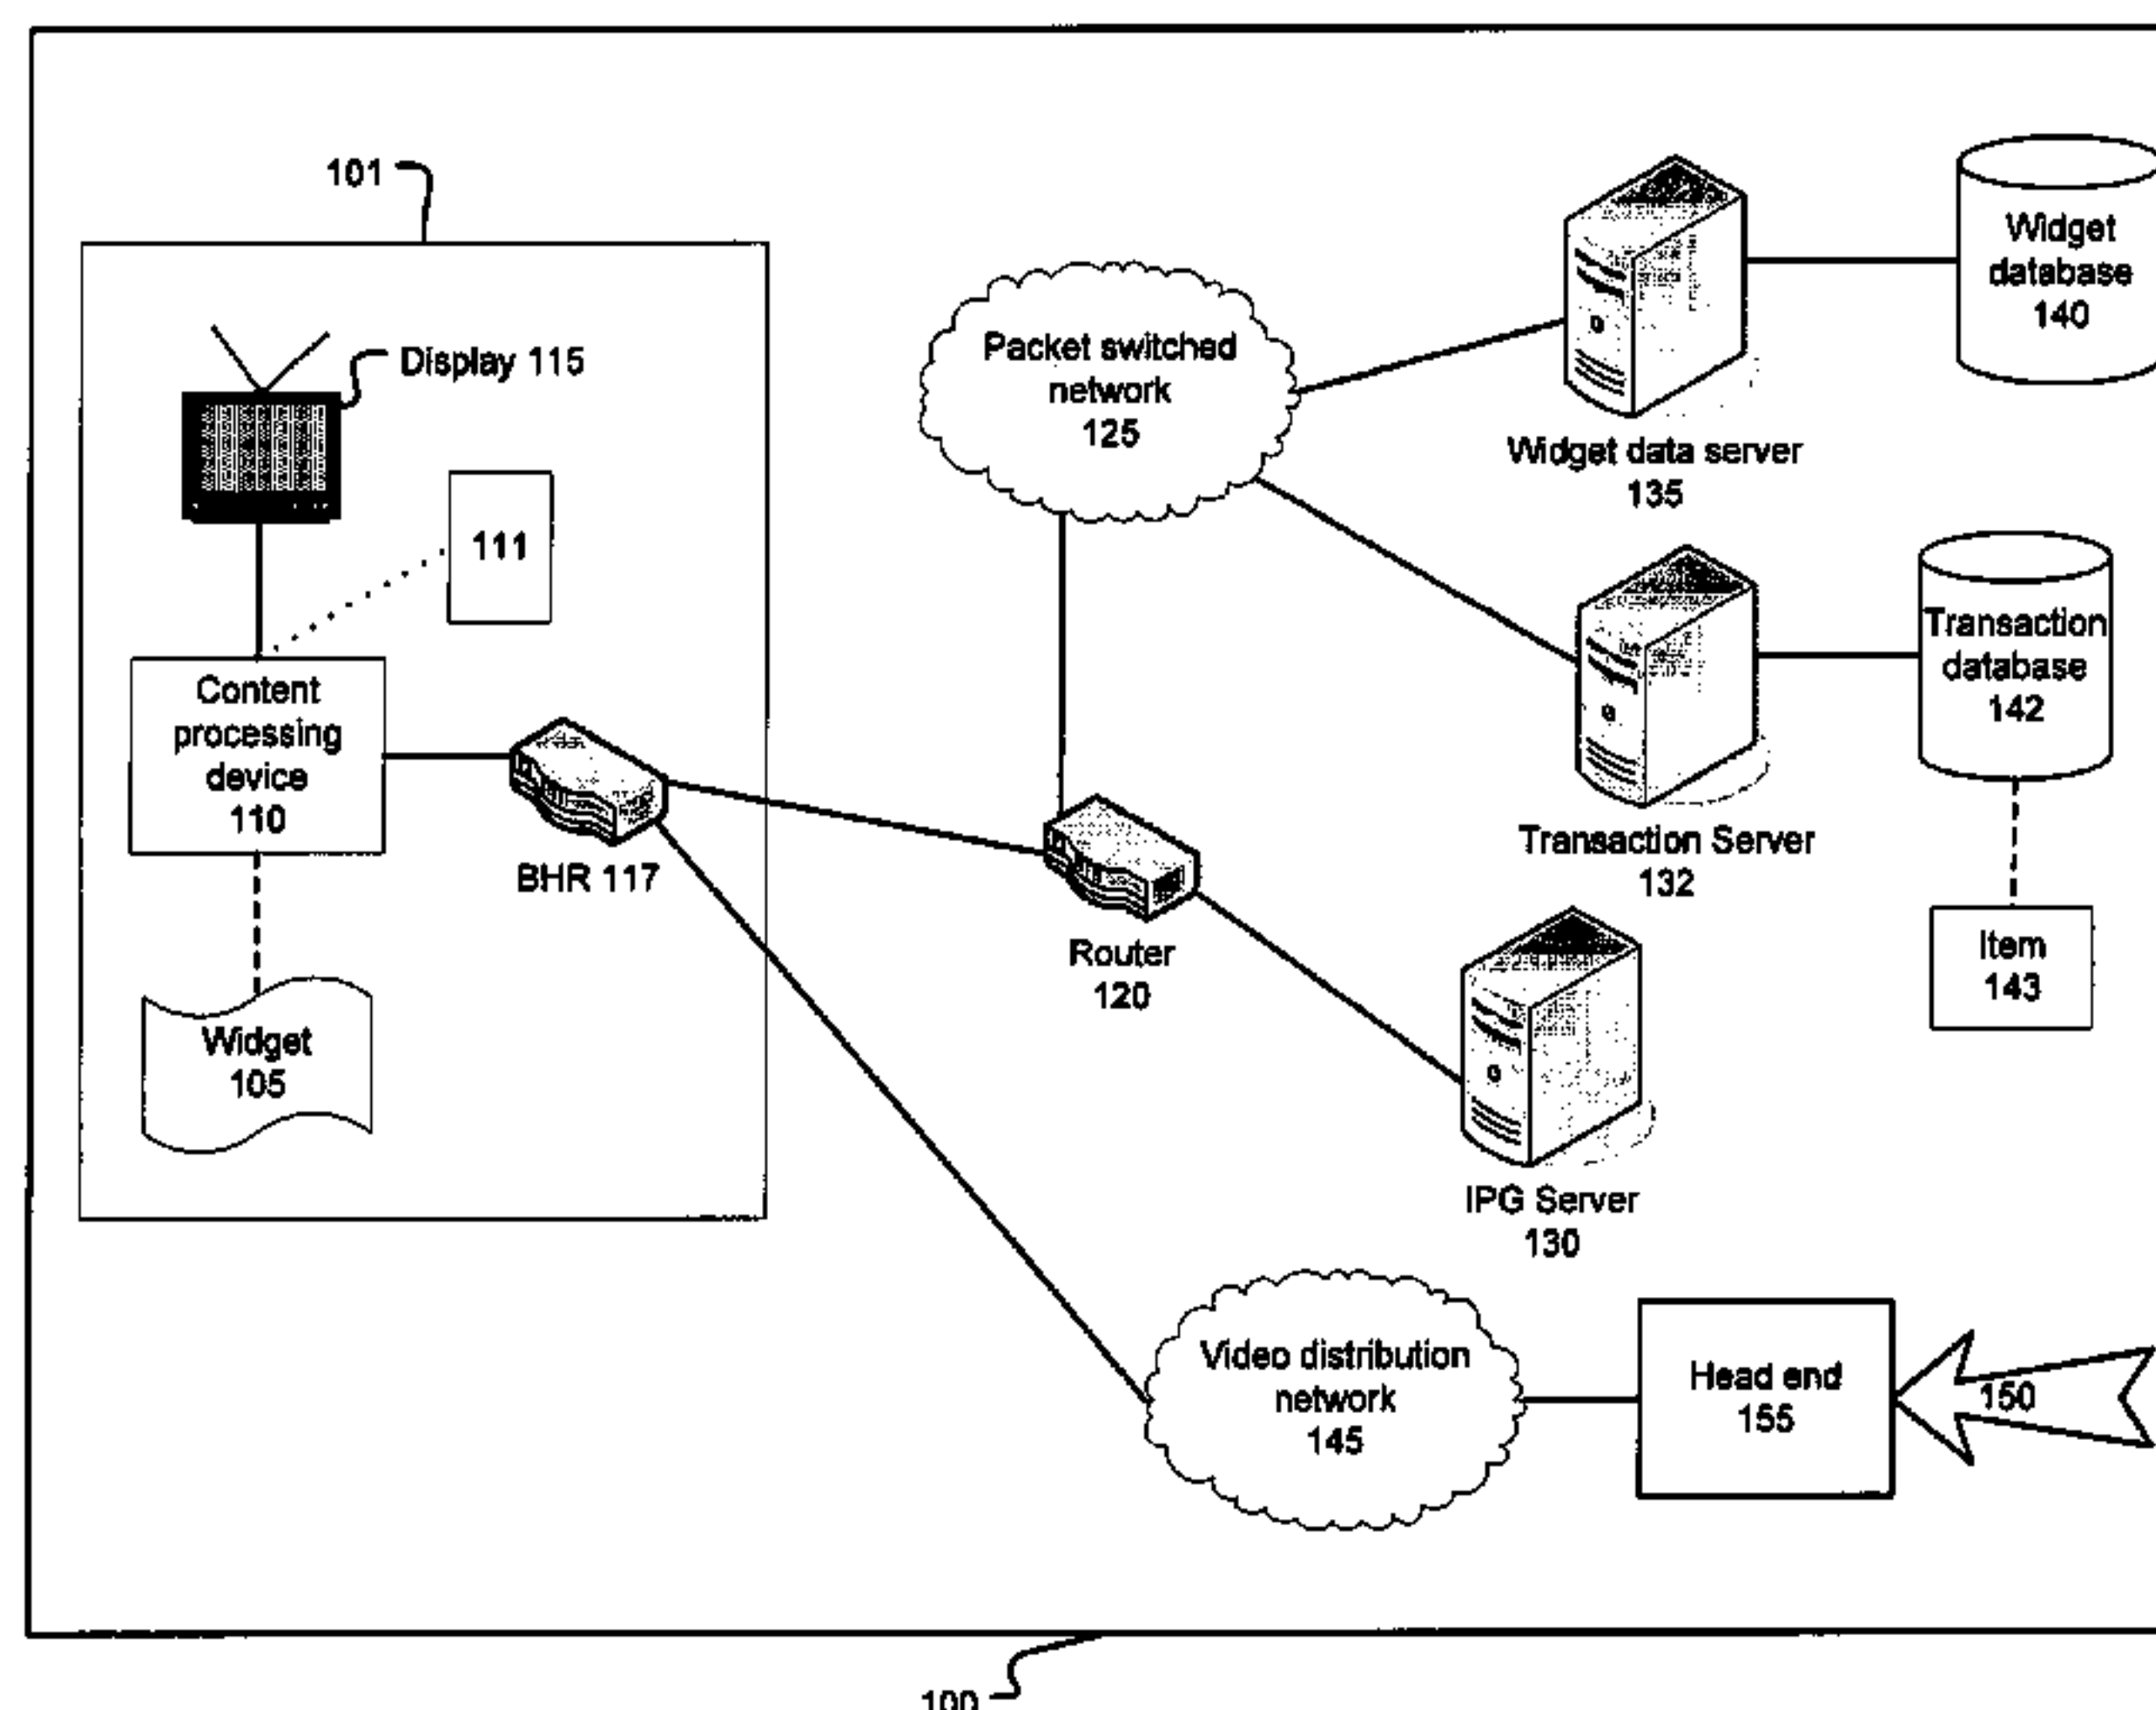 101
Display 115
111
Content
processing
device
110
BHR 117
Widget
105
Packet switched
network
125
Router
120
Widget data server
135
Widget
database
140
Transaction Server
132
Transaction
database
142
Item
143
IPG Server
130
Video distribution
network
145
Head end
155
150
100